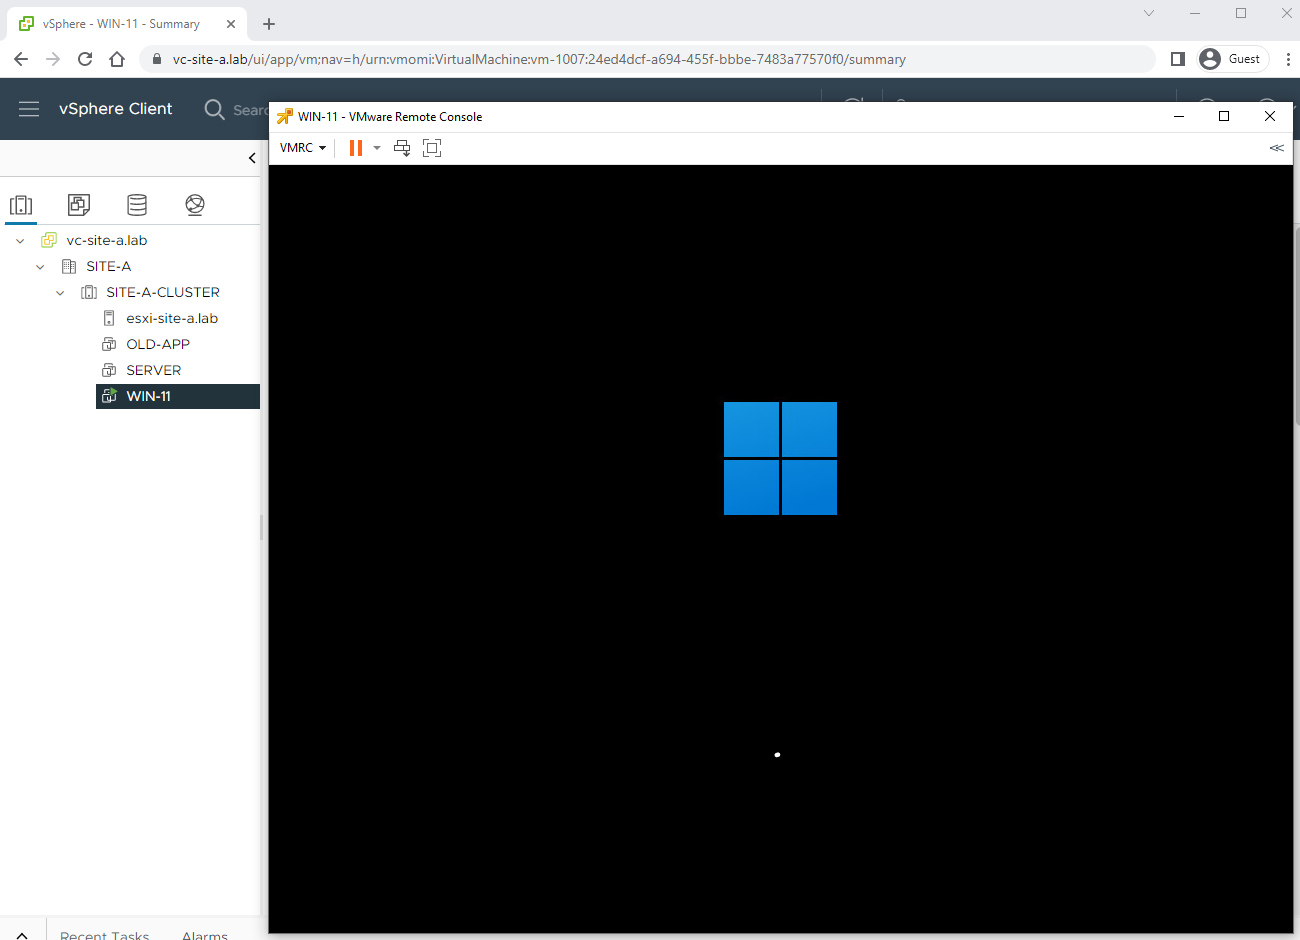 vSphere - WIN-11 - Summary
vc-site-a.lab/ui/app/vm;nav=h/urn:vmomi:VirtualMachine:vm-1007:24ed4dcf-a694-455f-bbbe-7483a77570f0/summary
Guest
vSphere Client
WIN-11 - VMware Remote Console
VMRC
vc-site-a.lab
SITE-A
SITE-A-CLUSTER
esxi-site-a.lab
OLD-APP
SERVER
WIN-11
Recent Tasks Alarms